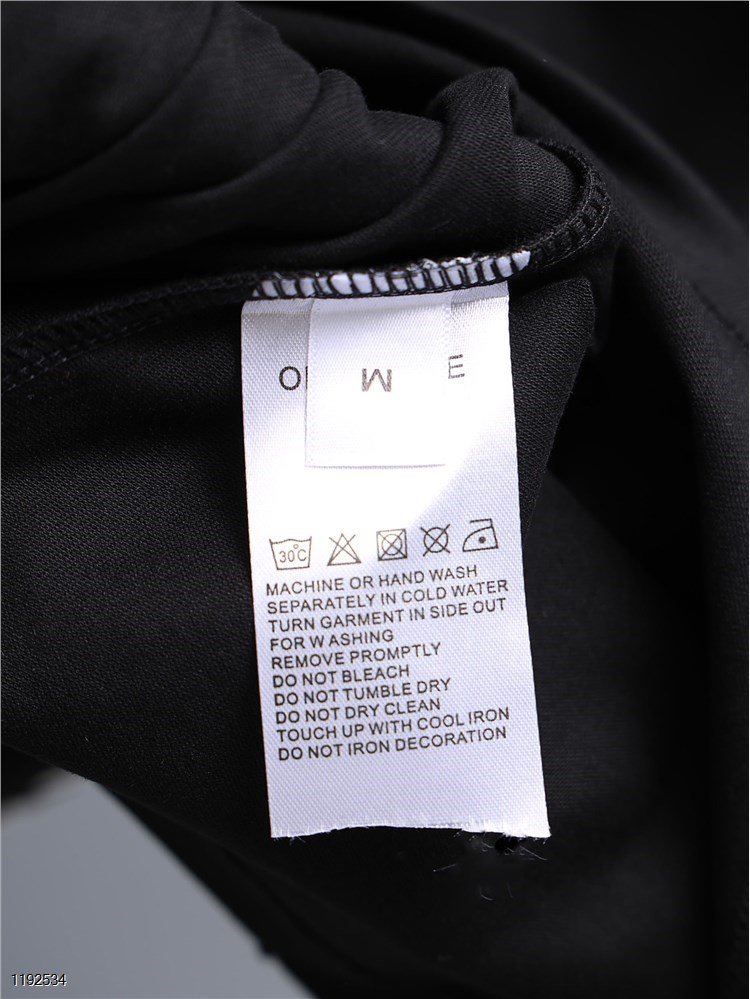 M
30°C
MACHINE OR HAND WASH
SEPARATELY IN COLD WATER
TURN GARMENT IN SIDE OUT
FOR WASHING
REMOVE PROMPTLY
DO NOT BLEACH
DO NOT TUMBLE DRY
DO NOT DRY CLEAN
TOUCH UP WITH COOL IRON
DO NOT IRON DECORATION
1192534